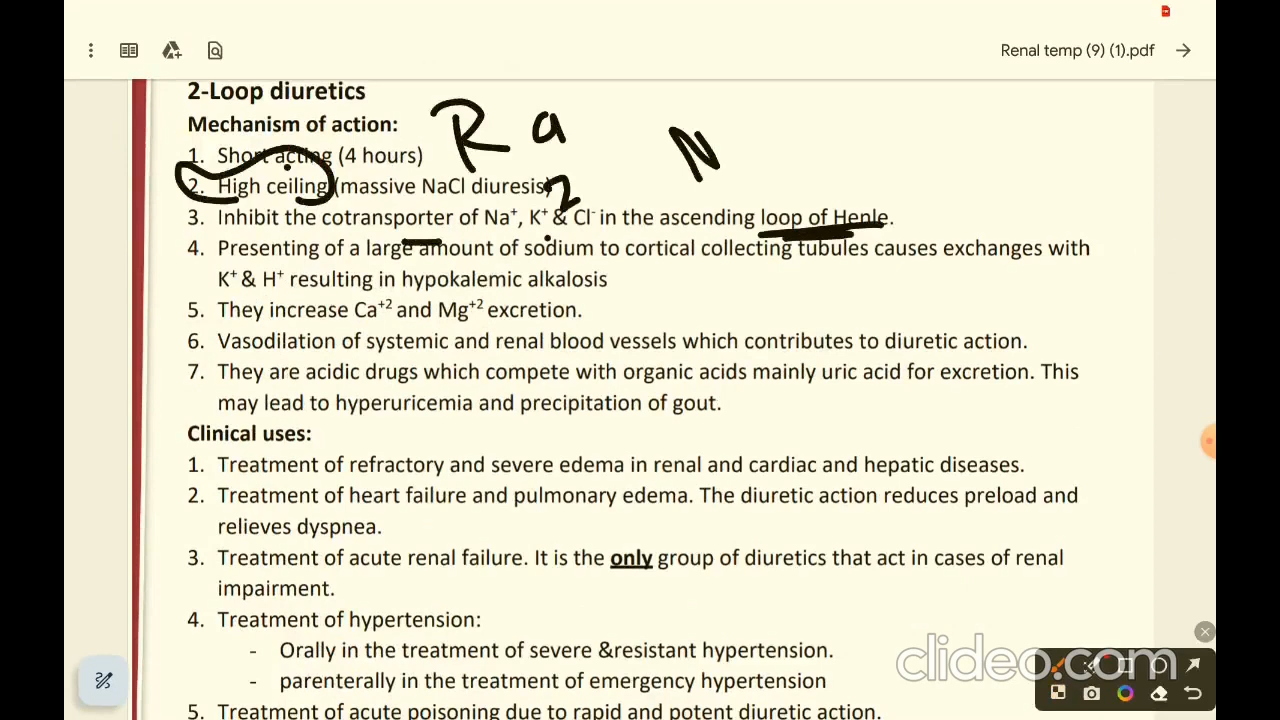 Renal temp (9) (1).pdf
2-Loop diuretics
Mechanism of action:
R a N
1. Short acting (4 hours)
2. High ceiling (massive NaCl diuresis)
2
3. Inhibit the cotransporter of Na⁺, K⁺ & Cl⁻ in the ascending loop of Henle.
4. Presenting of a large amount of sodium to cortical collecting tubules causes exchanges with
K⁺ & H⁺ resulting in hypokalemic alkalosis
5. They increase Ca⁺² and Mg⁺² excretion.
6. Vasodilation of systemic and renal blood vessels which contributes to diuretic action.
7. They are acidic drugs which compete with organic acids mainly uric acid for excretion. This
may lead to hyperuricemia and precipitation of gout.
Clinical uses:
1. Treatment of refractory and severe edema in renal and cardiac and hepatic diseases.
2. Treatment of heart failure and pulmonary edema. The diuretic action reduces preload and
relieves dyspnea.
3. Treatment of acute renal failure. It is the only group of diuretics that act in cases of renal
impairment.
4. Treatment of hypertension:
- Orally in the treatment of severe &resistant hypertension.
- parenterally in the treatment of emergency hypertension
5. Treatment of acute poisoning due to rapid and potent diuretic action.
clideo.com